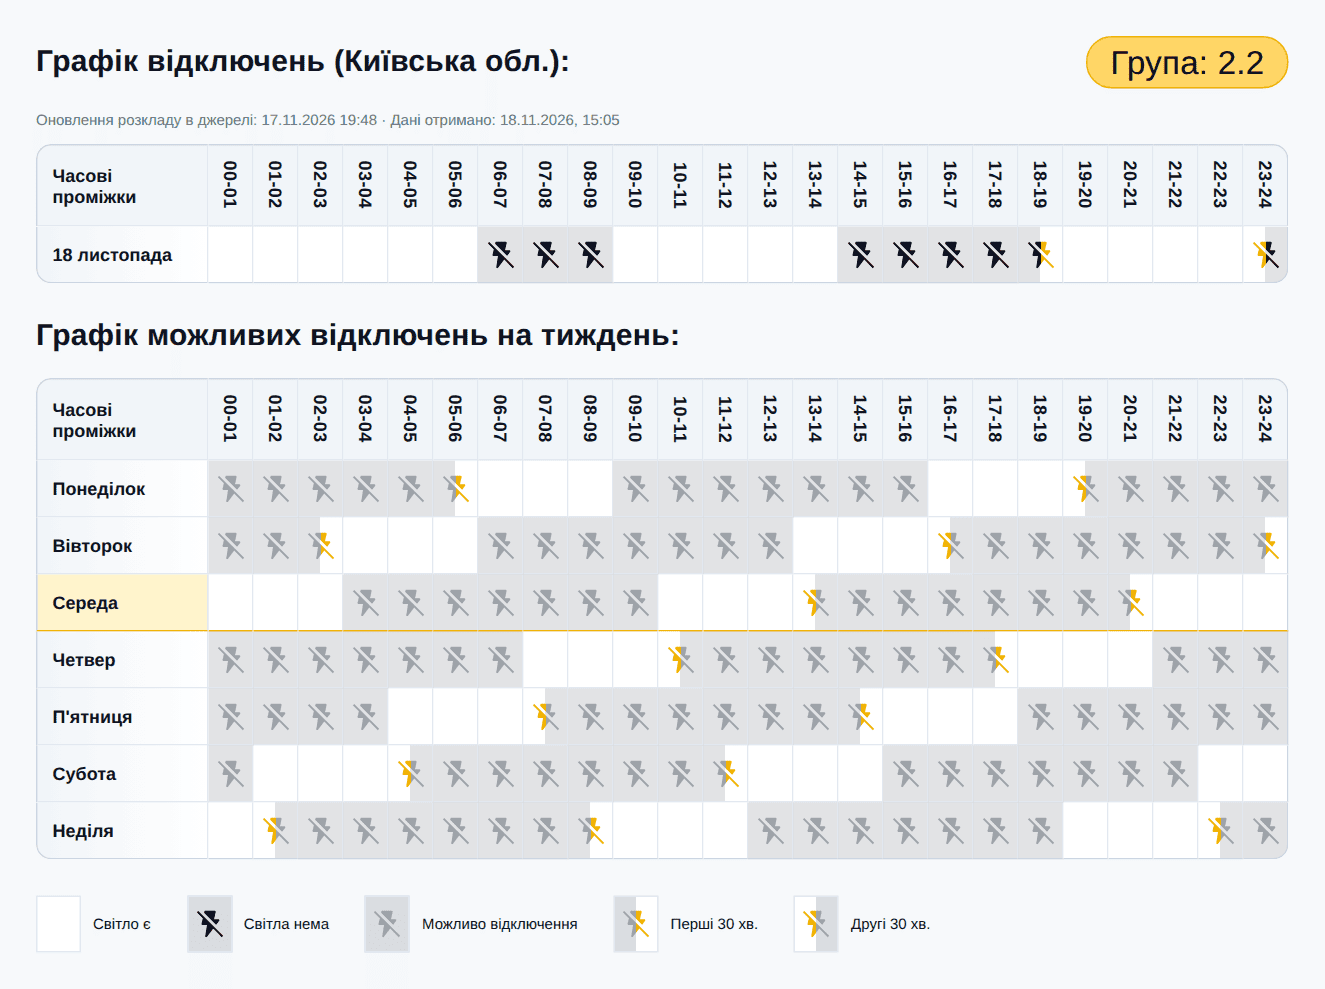 Графік відключень (Київська обл.):
Група: 2.2
Оновлення розкладу в джерелі: 17.11.2026 19:48 · Дані отримано: 18.11.2026, 15:05
Часові проміжки 00-01 01-02 02-03 03-04 04-05 05-06 06-07 07-08 08-09 09-10 10-11 11-12 12-13 13-14 14-15 15-16 16-17 17-18 18-19 19-20 20-21 21-22 22-23 23-24
18 листопада
Графік можливих відключень на тиждень:
Часові проміжки 00-01 01-02 02-03 03-04 04-05 05-06 06-07 07-08 08-09 09-10 10-11 11-12 12-13 13-14 14-15 15-16 16-17 17-18 18-19 19-20 20-21 21-22 22-23 23-24
Понеділок
Вівторок
Середа
Четвер
П'ятниця
Субота
Неділя
Світло є Світла нема Можливо відключення Перші 30 хв. Другі 30 хв.